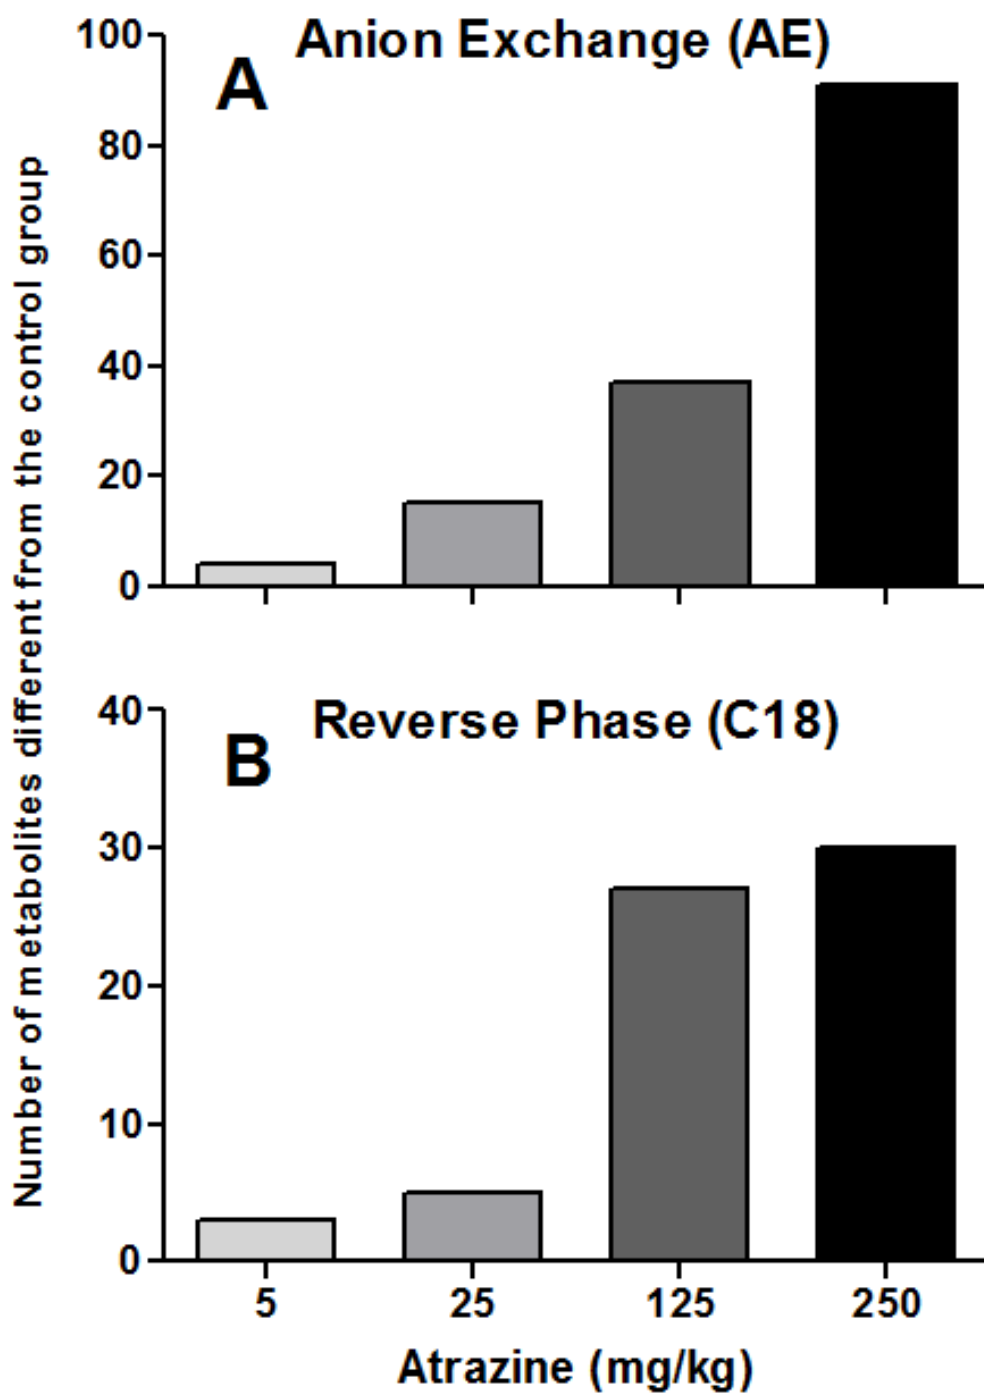 Number of metabolites different from the control group
Anion Exchange (AE)
A
100
80
60
40
20
0
Reverse Phase (C18)
B
40
30
20
10
0
5 25 125 250
Atrazine (mg/kg)